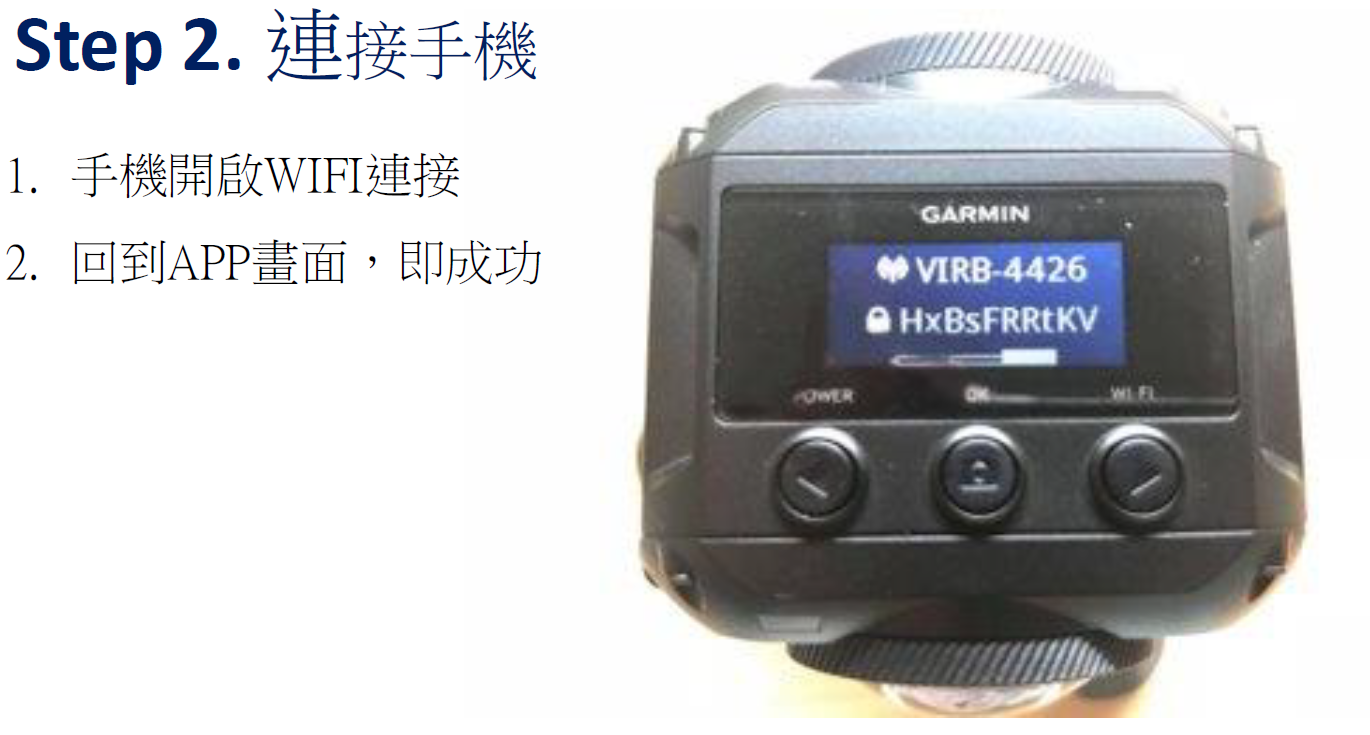 Step 2. 連接手機
1. 手機開啟WIFI連接
2. 回到APP畫面，即成功
GARMIN
VIRB-4426
HxBsFRRtKV
POWER OK WI-FI